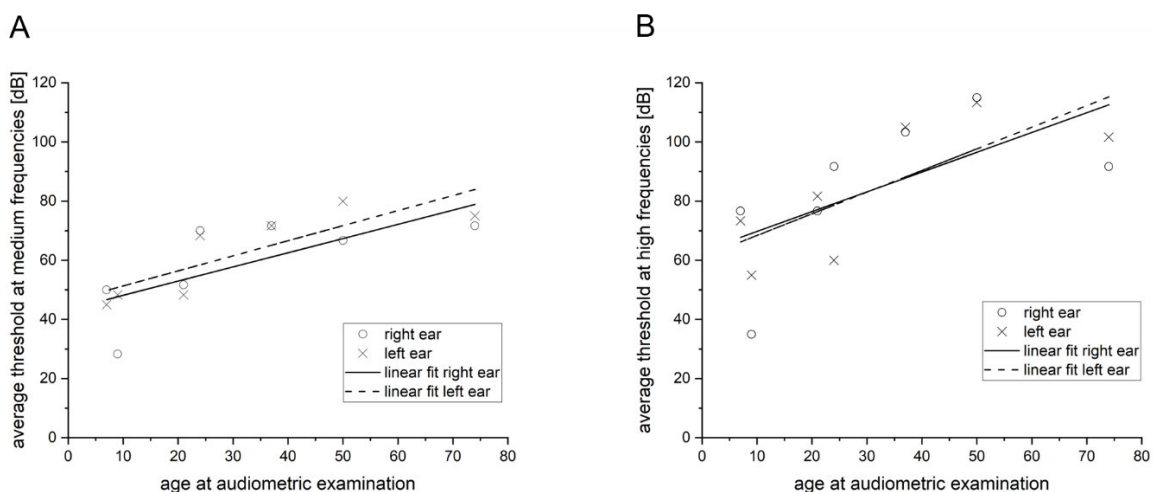 A
average threshold at medium frequencies [dB]
120
100
80
60
40
20
0
0 10 20 30 40 50 60 70 80
age at audiometric examination
right ear
left ear
linear fit right ear
linear fit left ear
B
average threshold at high frequencies [dB]
120
100
80
60
40
20
0
0 10 20 30 40 50 60 70 80
age at audiometric examination
right ear
left ear
linear fit right ear
linear fit left ear